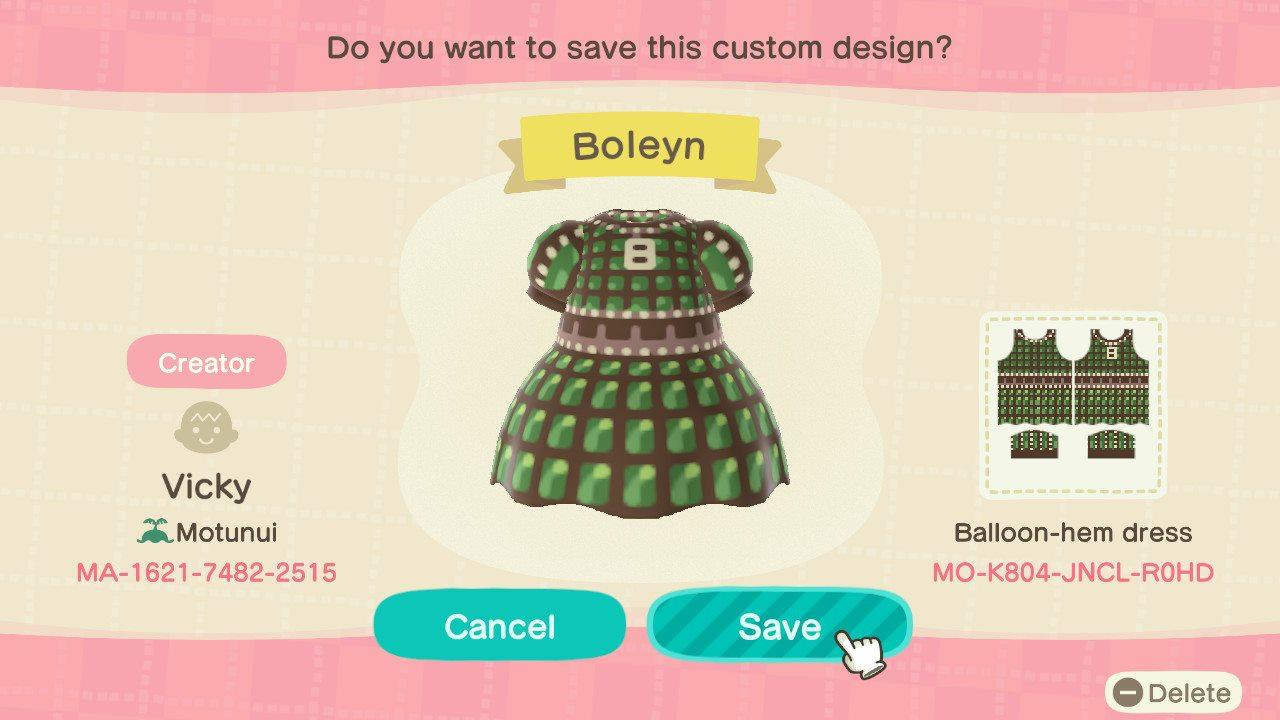 Do you want to save this custom design?
Boleyn
B
Creator
Vicky
Motunui
MA-1621-7482-2515
B
Balloon-hem dress
MO-K804-JNCL-R0HD
Cancel
Save
Delete